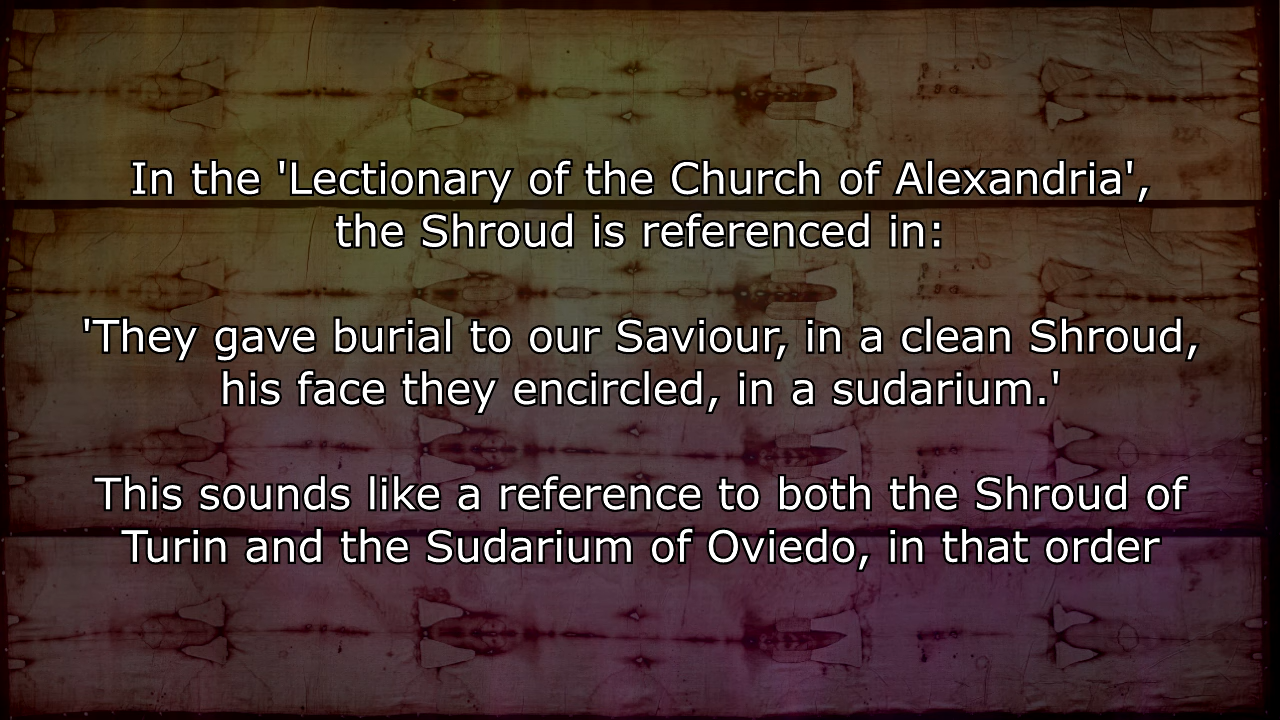 In the 'Lectionary of the Church of Alexandria',
the Shroud is referenced in:
'They gave burial to our Saviour, in a clean Shroud,
his face they encircled, in a sudarium.'
This sounds like a reference to both the Shroud of
Turin and the Sudarium of Oviedo, in that order